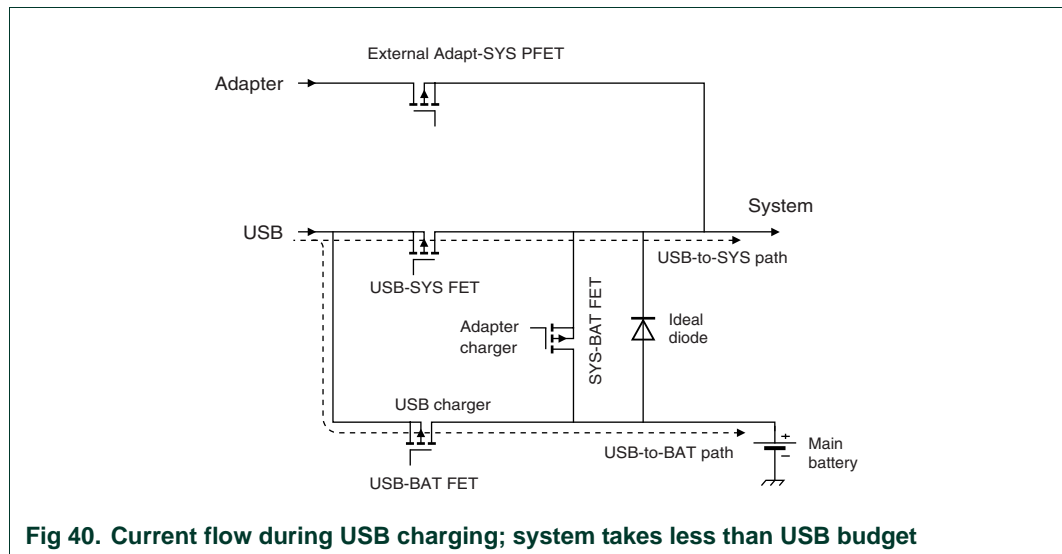 External Adapt-SYS PFET
Adapter
System
USB
USB-to-SYS path
USB-SYS FET
Adapter
charger
SYS-BAT FET
Ideal
diode
USB charger
USB-to-BAT path
+
−
Main
battery
USB-BAT FET
Fig 40. Current flow during USB charging; system takes less than USB budget